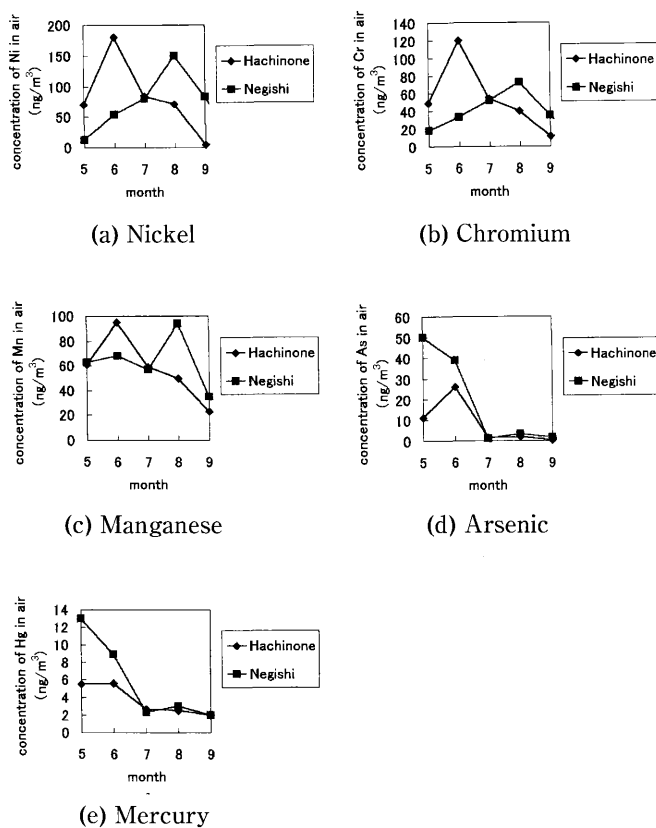 concentration of Ni in air
(ng/m³)
200
150
100
50
0
5 6 7 8 9
month
Hachinone
Negishi
(a) Nickel
concentration of Cr in air
(ng/m³)
140
120
100
80
60
40
20
0
5 6 7 8 9
month
Hachinone
Negishi
(b) Chromium
concentration of Mn in air
(ng/m³)
100
80
60
40
20
0
5 6 7 8 9
month
Hachinone
Negishi
(c) Manganese
concentration of As in air
(ng/m³)
60
50
40
30
20
10
0
5 6 7 8 9
month
Hachinone
Negishi
(d) Arsenic
concentration of Hg in air
(ng/m³)
14
12
10
8
6
4
2
0
5 6 7 8 9
month
Hachinone
Negishi
(e) Mercury